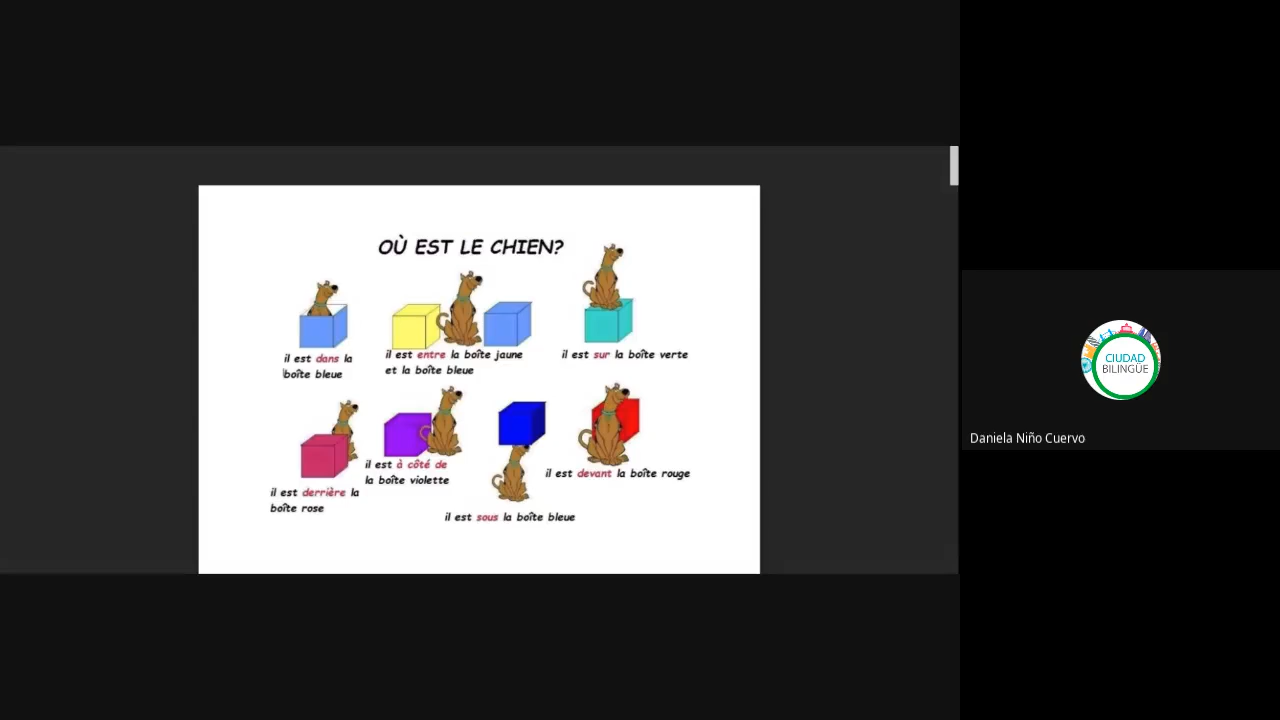 OÙ EST LE CHIEN?
il est dans la
boîte bleue
il est entre la boîte jaune
et la boîte bleue
il est sur la boîte verte
il est derrière la
boîte rose
il est à côté de
la boîte violette
il est sous la boîte bleue
il est devant la boîte rouge
CIUDAD
BILINGÜE
Daniela Niño Cuervo